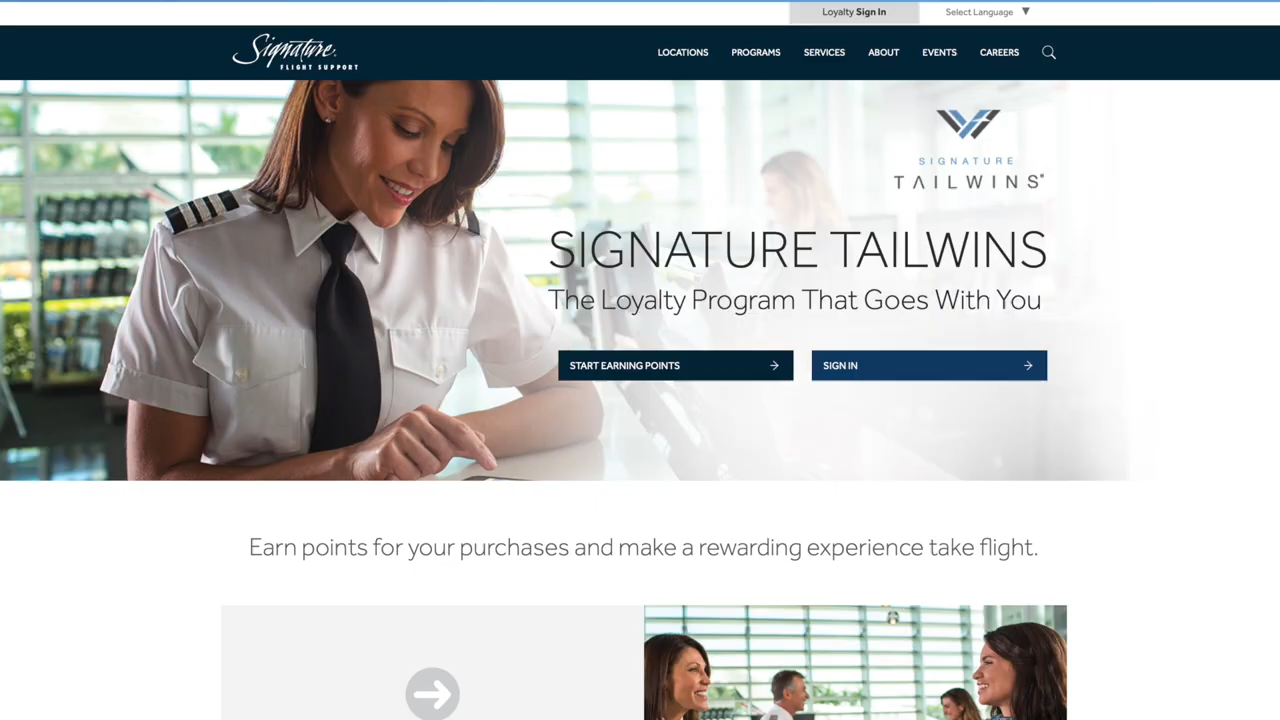 Loyalty Sign In
Select Language ▼
Signature
FLIGHT SUPPORT
LOCATIONS
PROGRAMS
SERVICES
ABOUT
EVENTS
CAREERS
SIGNATURE
TAILWINS®
SIGNATURE TAILWINS
The Loyalty Program That Goes With You
START EARNING POINTS
SIGN IN
Earn points for your purchases and make a rewarding experience take flight.